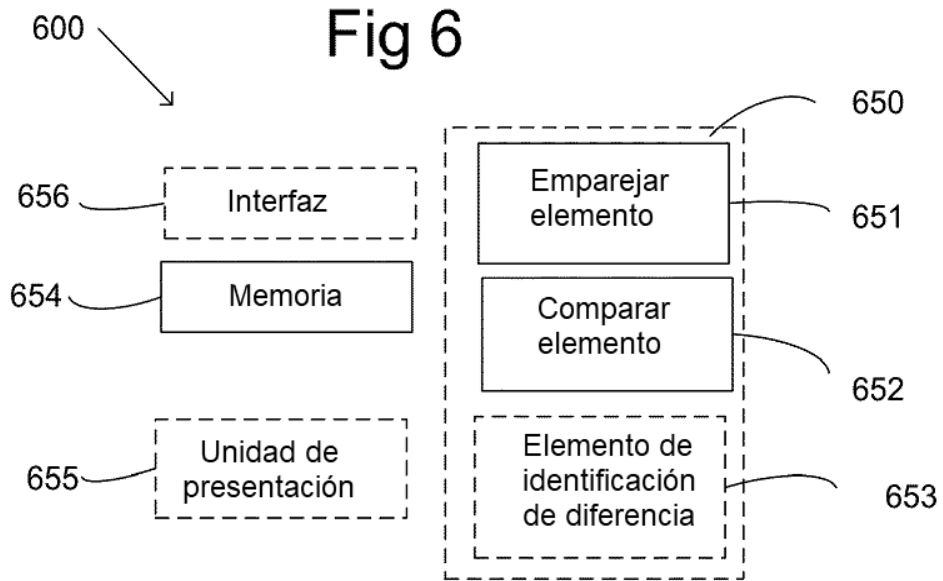 600
Fig 6
650
656
Interfaz
Emparejar
elemento
651
654
Memoria
Comparar
elemento
652
655
Unidad de
presentación
Elemento de
identificación
de diferencia
653